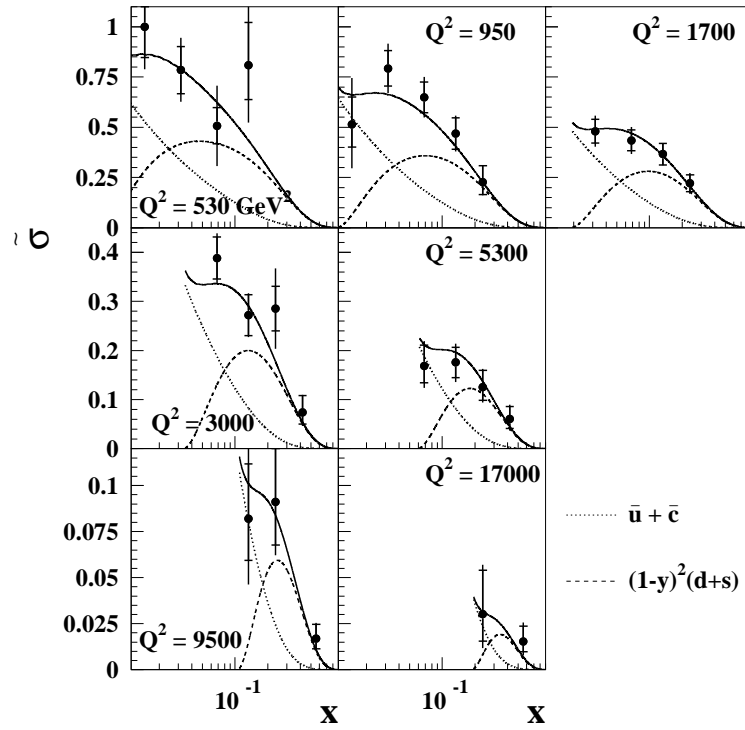 1
0.75
0.5
0.25
0
Q² = 530 GeV²
Q² = 950
Q² = 1700
σ̃
0.4
0.3
0.2
0.1
0
Q² = 3000
Q² = 5300
0.1
0.075
0.05
0.025
0
Q² = 9500
Q² = 17000
ū + c̄
(1-y)²(d+s)
10⁻¹
x
10⁻¹
x